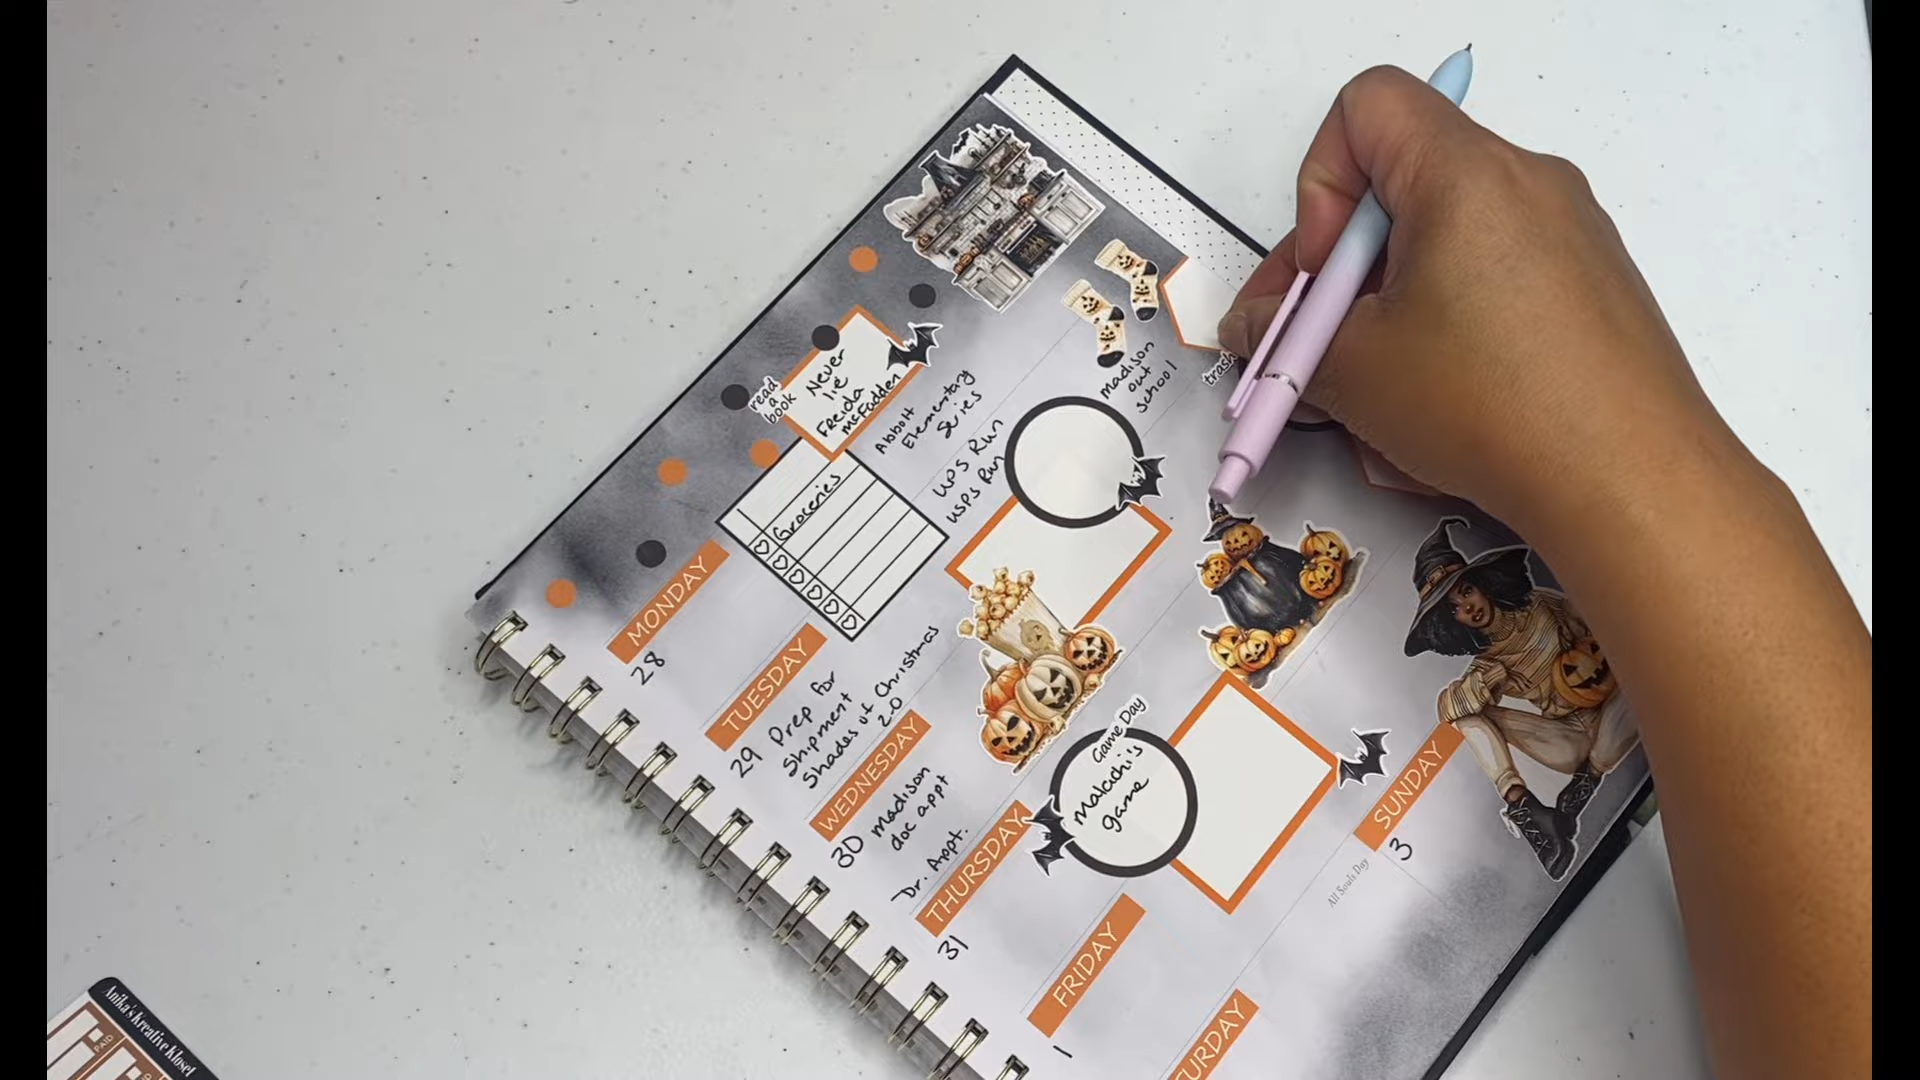 read
a
book
Never
lie
Freida
McFadden
Abbott
Elementary
Series
Groceries
UPS Run
USPS Run
madison
out
school
trash
MONDAY
28
TUESDAY
29
Prep for
Shipment
Shades of Christmas
2.0
WEDNESDAY
30
madison
doc appt
Dr. Appt.
THURSDAY
31
Game Day
Malachi's
game
FRIDAY
1
TURDAY
SUNDAY
3
All Souls Day
Anika's Kreative Kloset
PAID